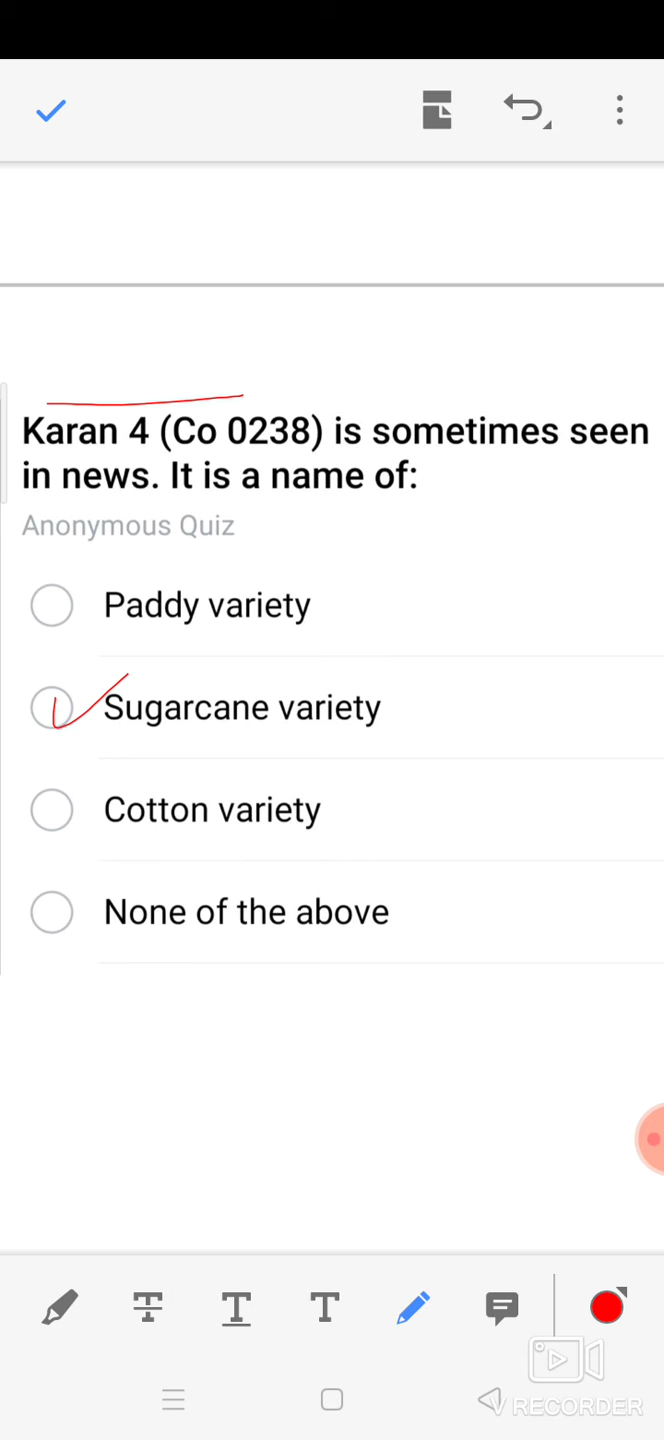 Karan 4 (Co 0238) is sometimes seen
in news. It is a name of:
Anonymous Quiz
Paddy variety
Sugarcane variety
Cotton variety
None of the above
T T T
V RECORDER